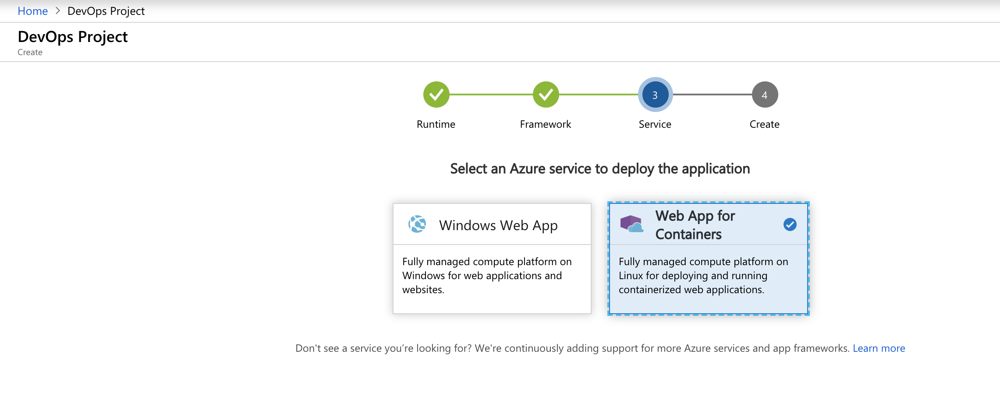 Home > DevOps Project
DevOps Project
Create
3
4
Runtime
Framework
Service
Create
Select an Azure service to deploy the application
Windows Web App
Fully managed compute platform on
Windows for web applications and
websites.
Web App for
Containers
Fully managed compute platform on
Linux for deploying and running
containerized web applications.
Don't see a service you’re looking for? We're continuously adding support for more Azure services and app frameworks. Learn more